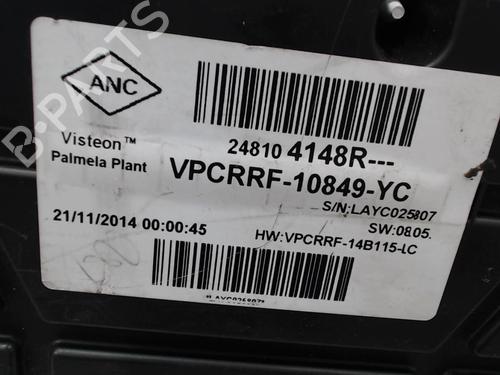 ANC
Visteon™
Palmela Plant
24810 4148R---
VPCRRF-10849-YC
S/N:LAYC025807
SW:08.05.
21/11/2014 00:00:45
HW:VPCRRF-14B115-LC
B-PARTS